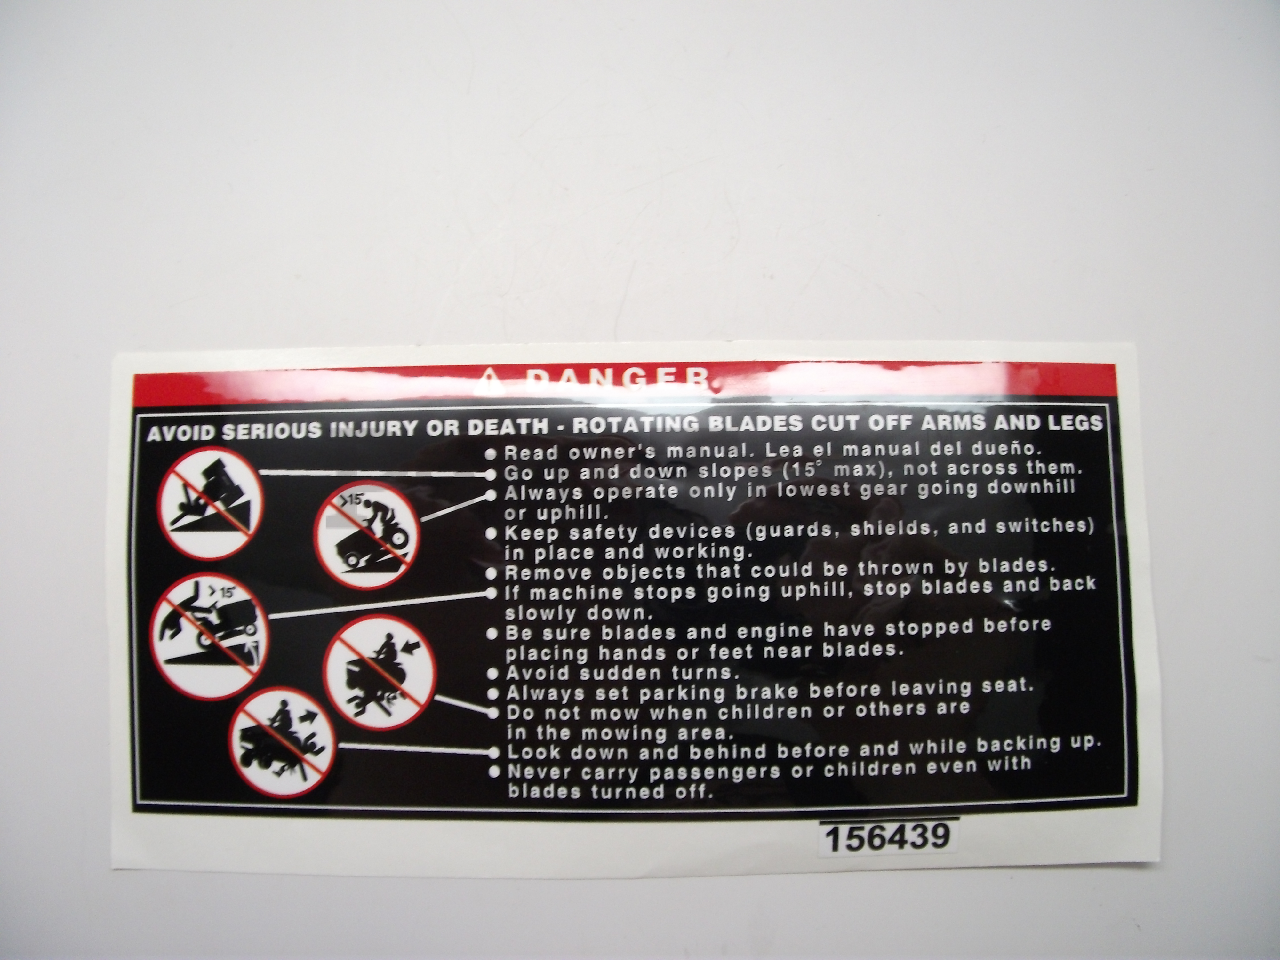 ⚠ DANGER
AVOID SERIOUS INJURY OR DEATH - ROTATING BLADES CUT OFF ARMS AND LEGS
● Read owner's manual. Lea el manual del dueño.
● Go up and down slopes (15° max), not across them.
● Always operate only in lowest gear going downhill
or uphill.
● Keep safety devices (guards, shields, and switches)
in place and working.
● Remove objects that could be thrown by blades.
● If machine stops going uphill, stop blades and back
slowly down.
● Be sure blades and engine have stopped before
placing hands or feet near blades.
● Avoid sudden turns.
● Always set parking brake before leaving seat.
● Do not mow when children or others are
in the mowing area.
● Look down and behind before and while backing up.
● Never carry passengers or children even with
blades turned off.
>15°
>15°
156439